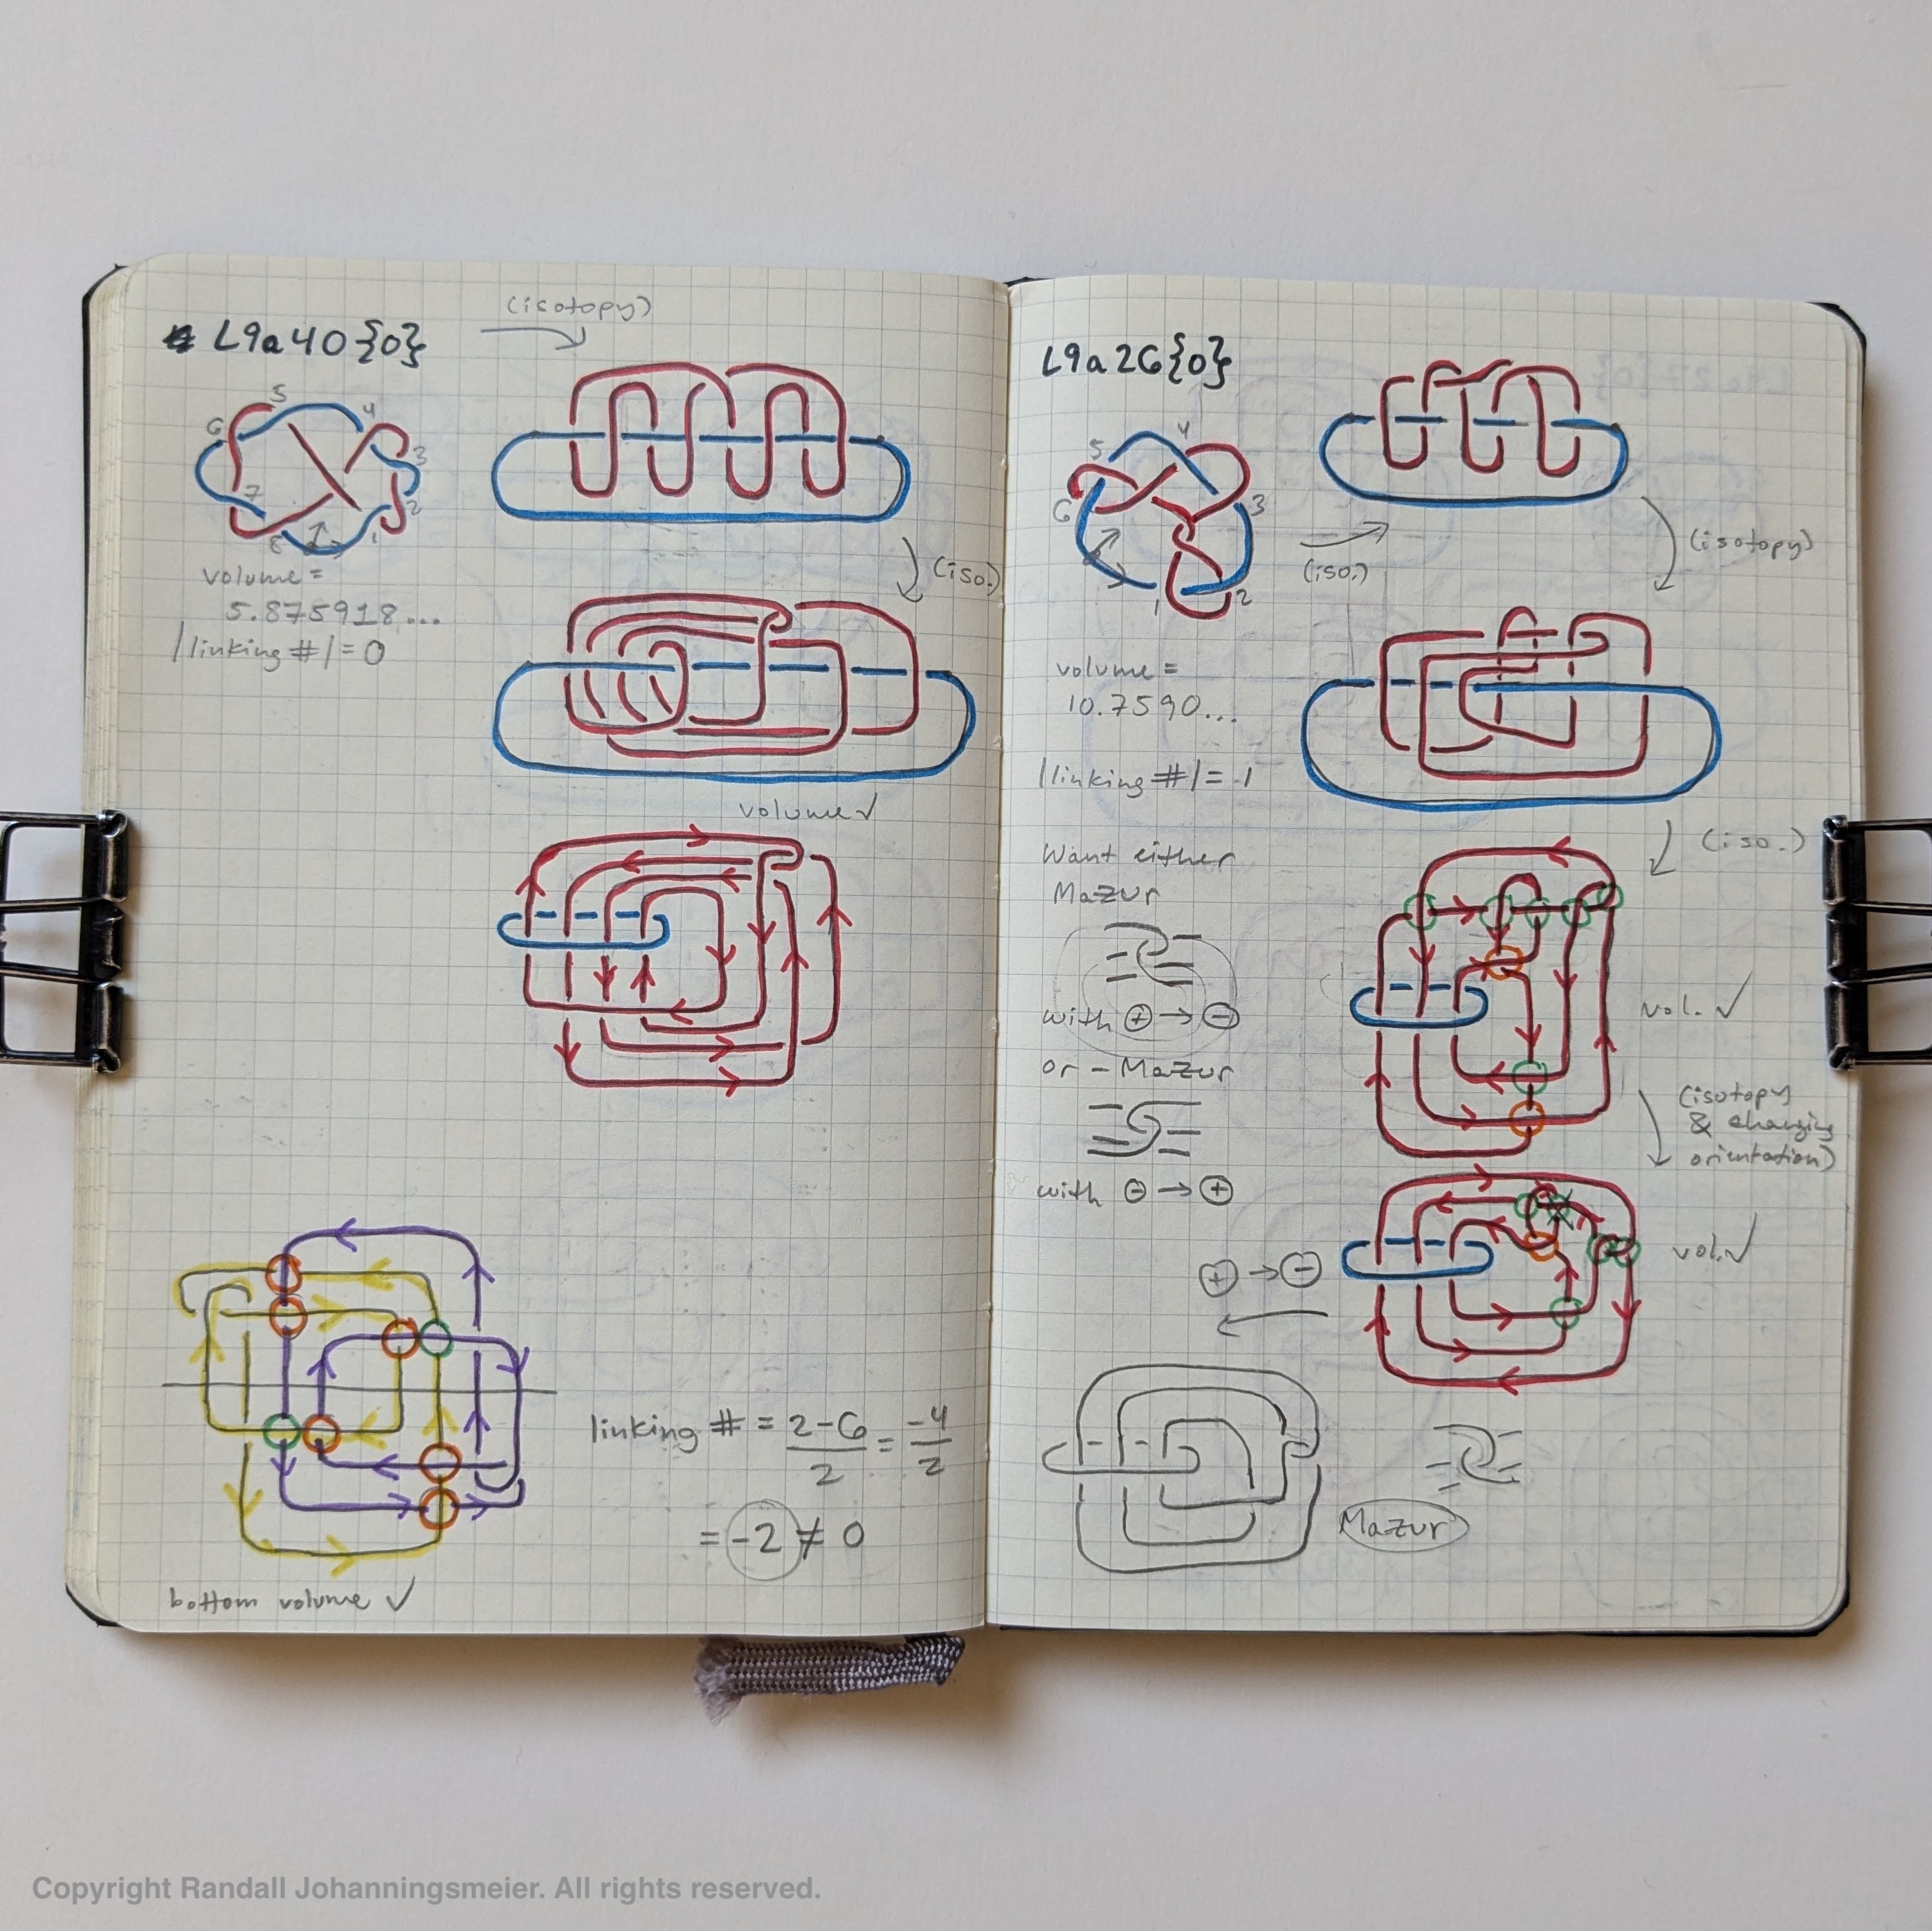 L9a40{0}
(isotopy)
5
4
6
3
7
2
8
1
volume =
5.875918...
|linking #| = 0
(iso.)
volume ✓
linking # = 2-6/2 = -4/2
= -2 ≠ 0
bottom volume ✓
L9a26{0}
4
5
6
3
1
2
(iso.)
(isotopy)
volume =
10.7590...
|linking #| = 1
(iso.)
Want either
Mazur
with ⊕ → ⊖
or - Mazur
with ⊖ → ⊕
vol. ✓
(isotopy
& changing
orientation)
vol. ✓
⊕ → ⊖
Mazur
Copyright Randall Johanningsmeier. All rights reserved.